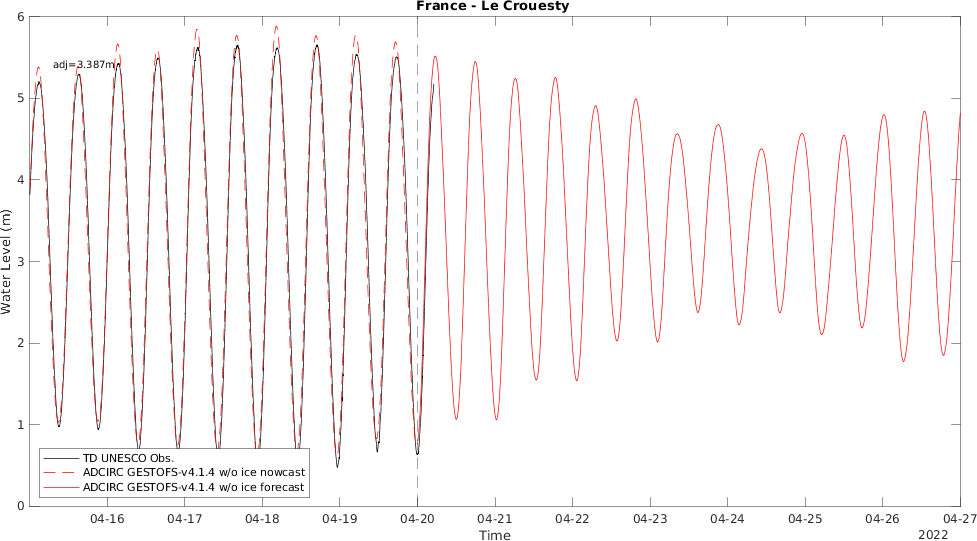 France - Le Crouesty
6
5
4
3
2
1
0
Water Level (m)
adj=3.387m
TD UNESCO Obs.
ADCIRC GESTOFS-v4.1.4 w/o ice nowcast
ADCIRC GESTOFS-v4.1.4 w/o ice forecast
04-16 04-17 04-18 04-19 04-20 04-21 04-22 04-23 04-24 04-25 04-26 04-27
Time
2022